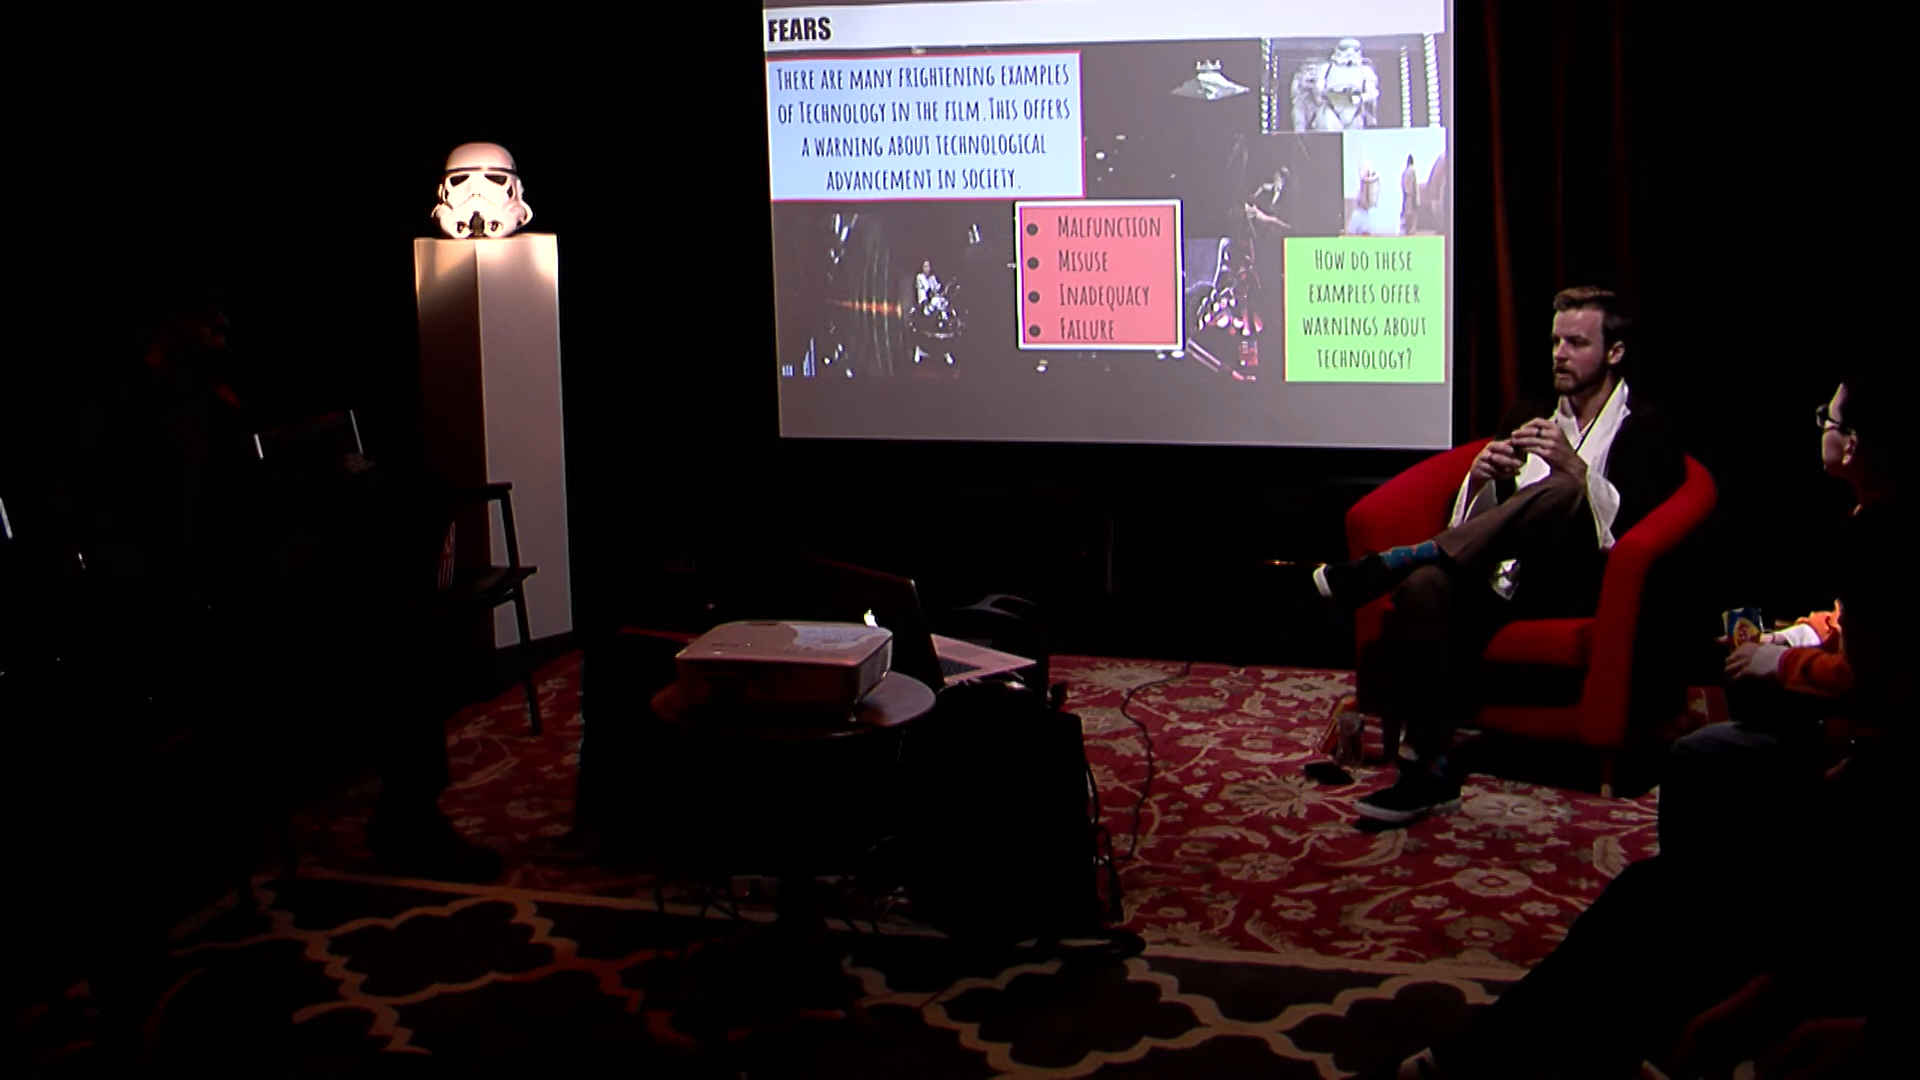 FEARS
THERE ARE MANY FRIGHTENING EXAMPLES
OF TECHNOLOGY IN THE FILM. THIS OFFERS
A WARNING ABOUT TECHNOLOGICAL
ADVANCEMENT IN SOCIETY.
● MALFUNCTION
● MISUSE
● INADEQUACY
● FAILURE
HOW DO THESE
EXAMPLES OFFER
WARNINGS ABOUT
TECHNOLOGY?